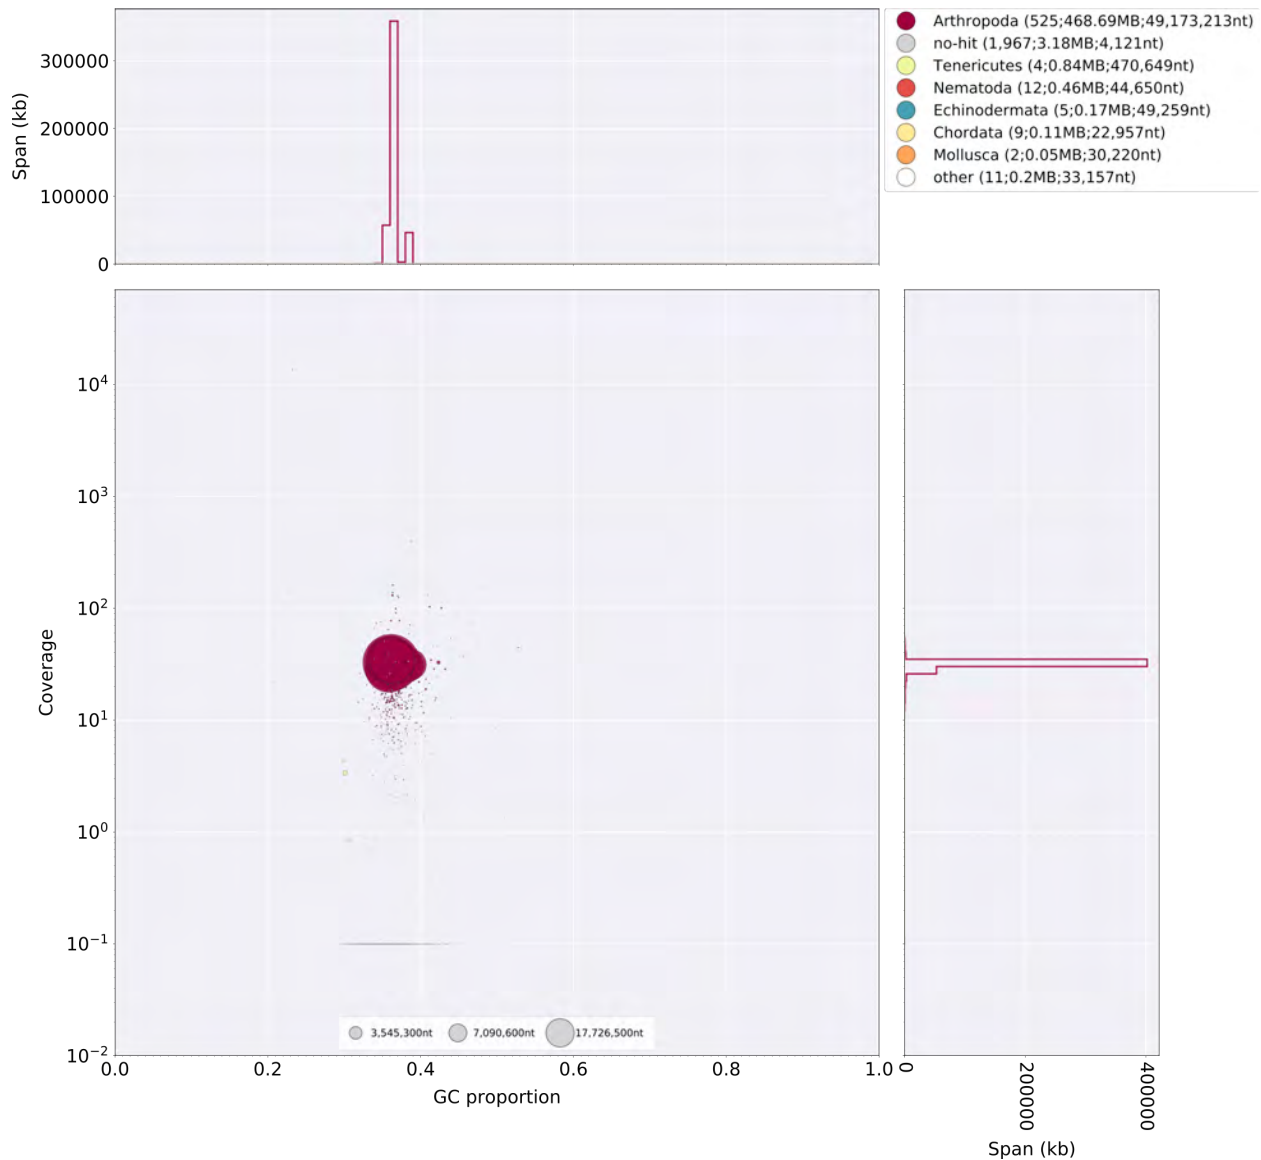 Arthropoda (525;468.69MB;49,173,213nt)
no-hit (1,967;3.18MB;4,121nt)
Tenericutes (4;0.84MB;470,649nt)
Nematoda (12;0.46MB;44,650nt)
Echinodermata (5;0.17MB;49,259nt)
Chordata (9;0.11MB;22,957nt)
Mollusca (2;0.05MB;30,220nt)
other (11;0.2MB;33,157nt)
Span (kb)
300000
200000
100000
0
Coverage
10⁴
10³
10²
10¹
10⁰
10⁻¹
10⁻²
3,545,300nt 7,090,600nt 17,726,500nt
0.0 0.2 0.4 0.6 0.8 1.0
GC proportion
0 200000 400000
Span (kb)